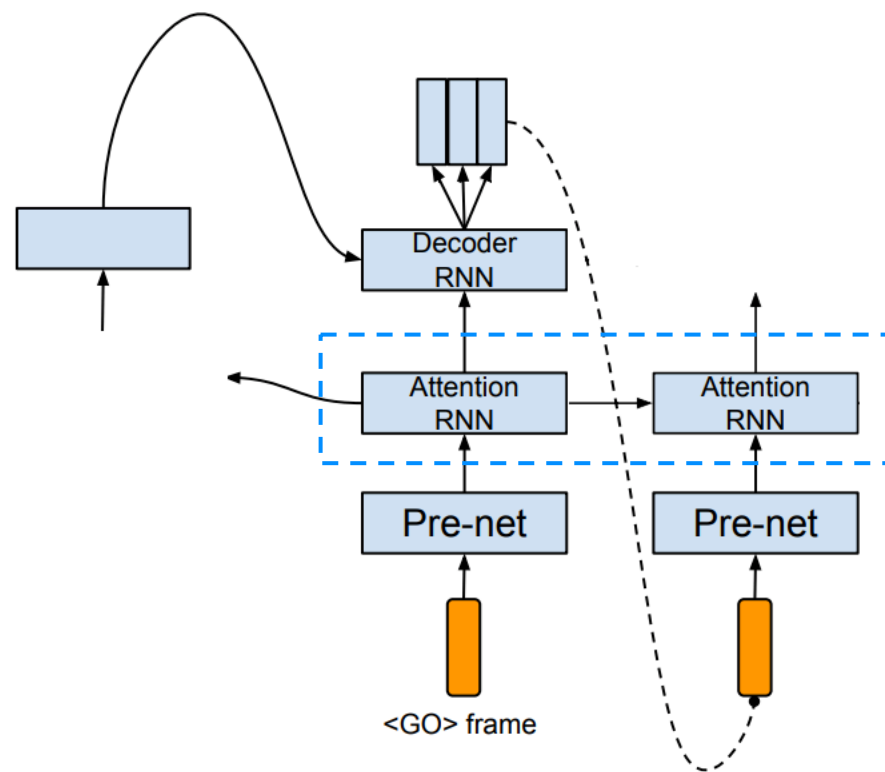 Decoder
RNN
Attention
RNN
Attention
RNN
Pre-net
Pre-net
<GO> frame